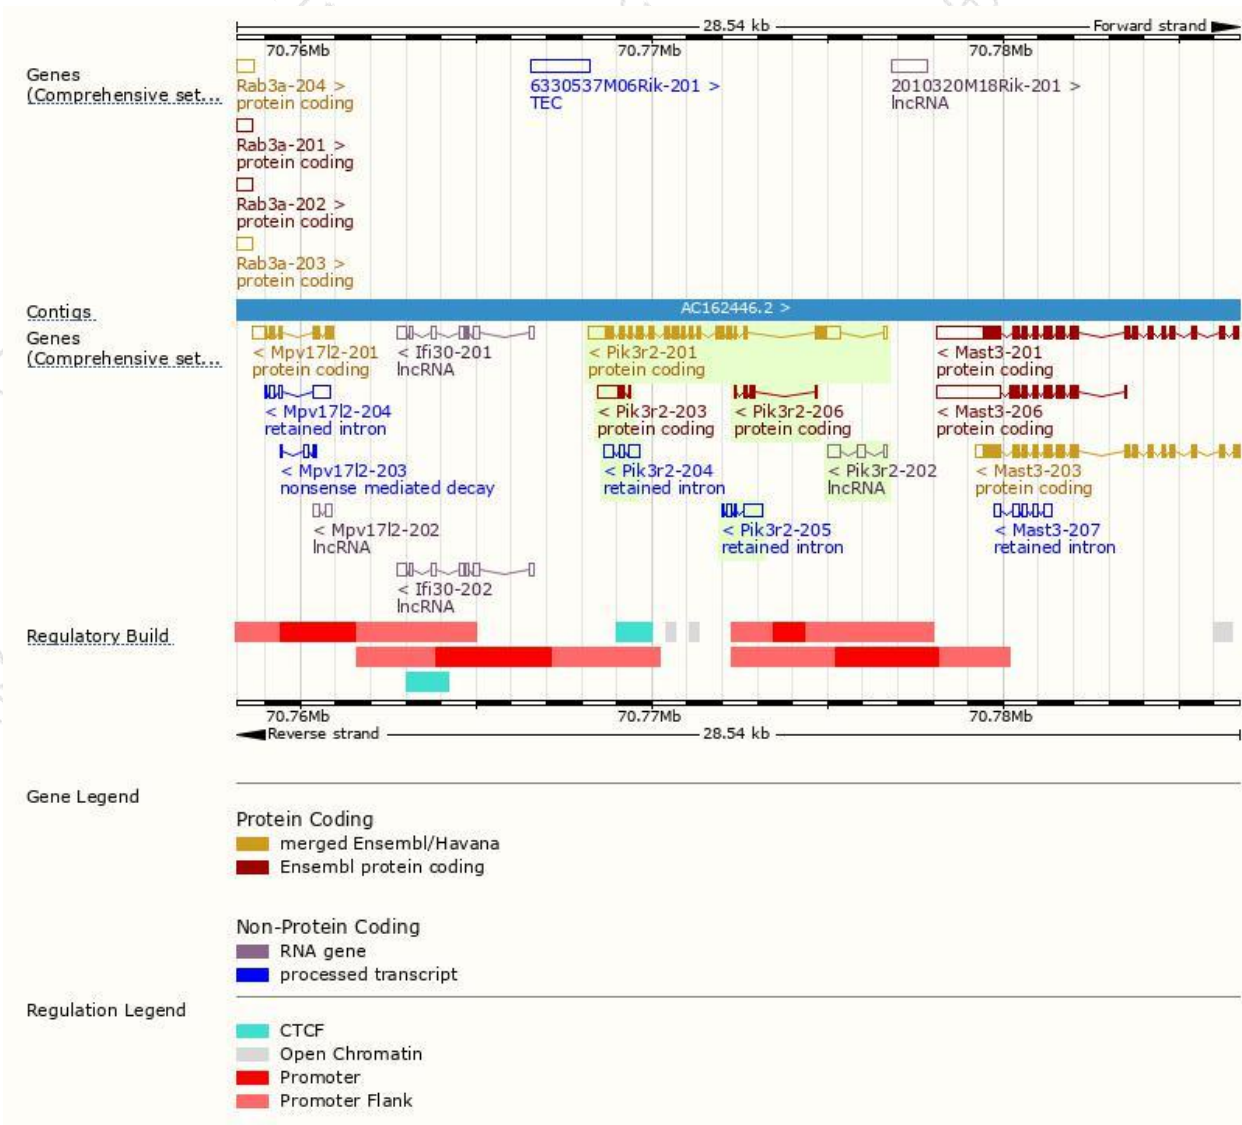 28.54 kb Forward strand
70.76Mb 70.77Mb 70.78Mb
Genes
(Comprehensive set...
Rab3a-204 > 6330537M06Rik-201 > 2010320M18Rik-201 >
protein coding TEC lncRNA
Rab3a-201 >
protein coding
Rab3a-202 >
protein coding
Rab3a-203 >
protein coding
Contigs AC162446.2 >
Genes
(Comprehensive set...
< Mpv17l2-201 < Ifi30-201 < Pik3r2-201 < Mast3-201
protein coding lncRNA protein coding protein coding
< Mpv17l2-204 < Pik3r2-203 < Pik3r2-206 < Mast3-206
retained intron protein coding protein coding protein coding
< Mpv17l2-203 < Pik3r2-204 < Pik3r2-202 < Mast3-203
nonsense mediated decay retained intron lncRNA protein coding
< Mpv17l2-202 < Pik3r2-205 < Mast3-207
lncRNA retained intron retained intron
< Ifi30-202
lncRNA
Regulatory Build
70.76Mb 70.77Mb 70.78Mb
Reverse strand 28.54 kb
Gene Legend
Protein Coding
merged Ensembl/Havana
Ensembl protein coding
Non-Protein Coding
RNA gene
processed transcript
Regulation Legend
CTCF
Open Chromatin
Promoter
Promoter Flank